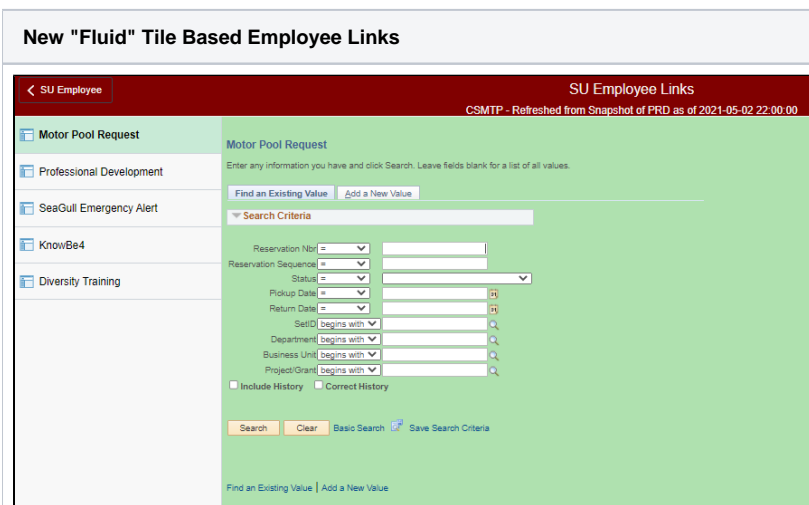 New "Fluid" Tile Based Employee Links
SU Employee
SU Employee Links
CSMTP - Refreshed from Snapshot of PRD as of 2021-05-02 22:00:00
Motor Pool Request
Professional Development
SeaGull Emergency Alert
KnowBe4
Diversity Training
Motor Pool Request
Enter any information you have and click Search. Leave fields blank for a list of all values.
Find an Existing Value Add a New Value
Search Criteria
Reservation Nbr =
Reservation Sequence =
Status =
Pickup Date = 31
Return Date = 31
SetID begins with
Department begins with
Business Unit begins with
Project/Grant begins with
Include History Correct History
Search Clear Basic Search Save Search Criteria
Find an Existing Value | Add a New Value